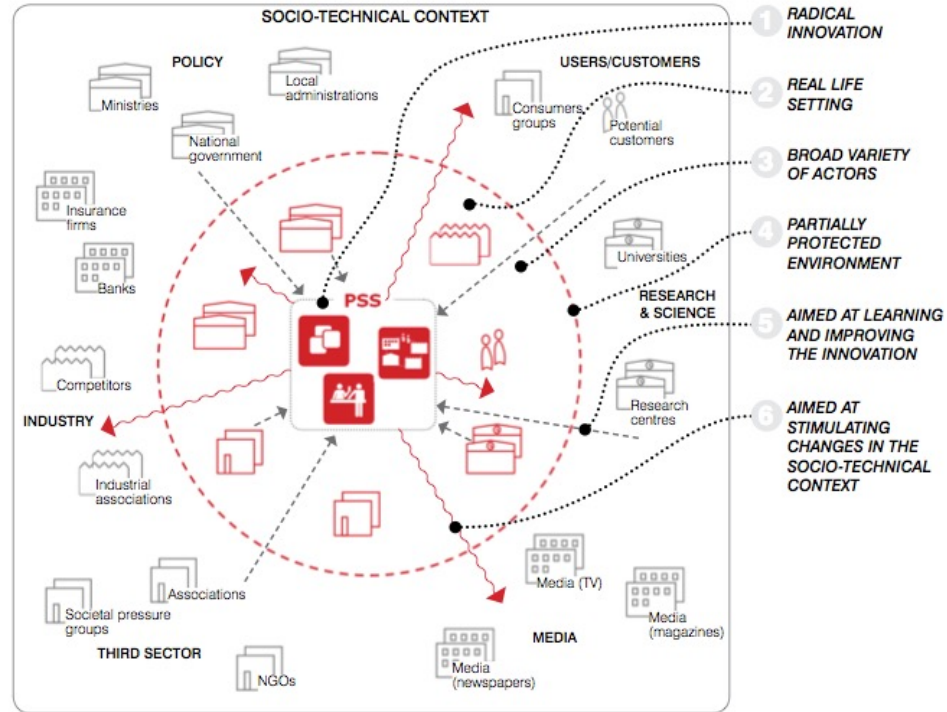 SOCIO-TECHNICAL CONTEXT
POLICY
Ministries
Local
administrations
National
government
USERS/CUSTOMERS
Consumers
groups
Potential
customers
Insurance
firms
Banks
Universities
RESEARCH
& SCIENCE
PSS
Competitors
INDUSTRY
Industrial
associations
Research
centres
Associations
Societal pressure
groups
THIRD SECTOR
NGOs
Media (TV)
Media
(magazines)
MEDIA
Media
(newspapers)
1 RADICAL
INNOVATION
2 REAL LIFE
SETTING
3 BROAD VARIETY
OF ACTORS
4 PARTIALLY
PROTECTED
ENVIRONMENT
5 AIMED AT LEARNING
AND IMPROVING
THE INNOVATION
6 AIMED AT
STIMULATING
CHANGES IN THE
SOCIO-TECHNICAL
CONTEXT